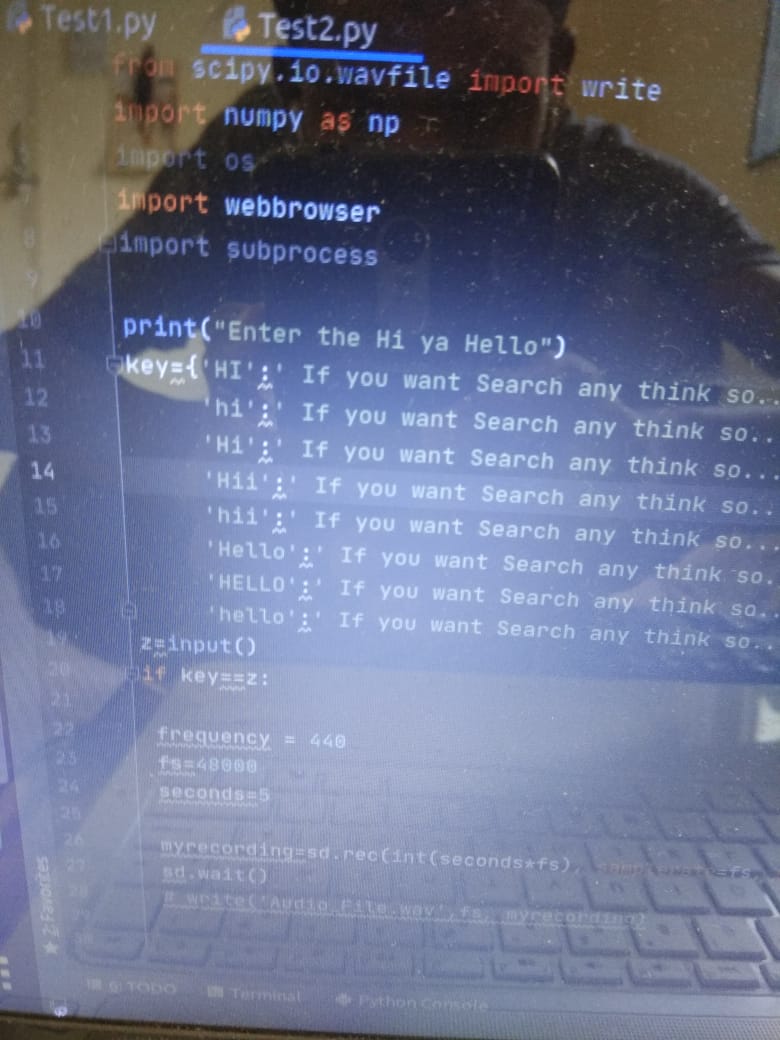 Test1.py
Test2.py
from scipy.io.wavfile import write
import numpy as np
import os
import webbrowser
8 import subprocess
9
10 print("Enter the Hi ya Hello")
11 key={'HI':' If you want Search any think so...
12 'hi':' If you want Search any think so...
13 'Hi':' If you want Search any think so...
14 'Hii':' If you want Search any think so...
15 'hii':' If you want Search any think so...
16 'Hello':' If you want Search any think so.
17 'HELLO':' If you want Search any think so..
18 'hello':' If you want Search any think so...
19 z=input()
20 if key==z:
21
22 frequency = 440
23 fs=48000
24 seconds=5
25
26 myrecording=sd.rec(int(seconds*fs), samplerate=fs,
27 sd.wait()
28 # write('Audio_File.wav',fs, myrecording)
29
2: Favorites
6: TODO
Terminal
Python Console